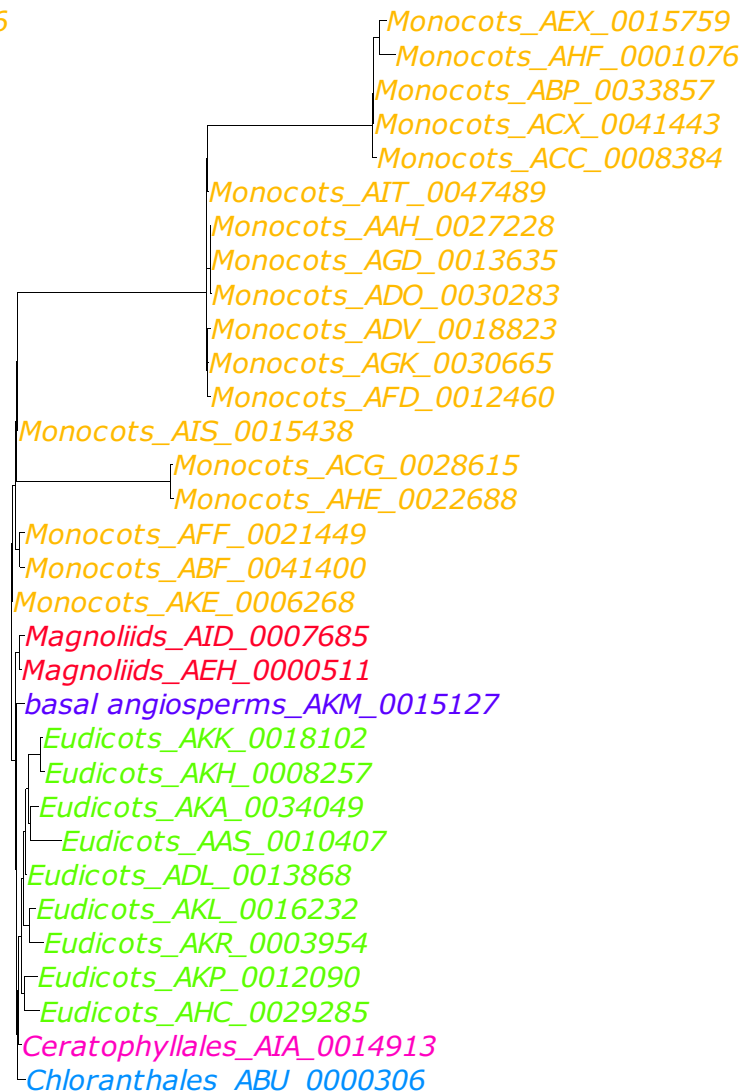 Monocots_AEX_0015759
Monocots_AHF_0001076
Monocots_ABP_0033857
Monocots_ACX_0041443
Monocots_ACC_0008384
Monocots_AIT_0047489
Monocots_AAH_0027228
Monocots_AGD_0013635
Monocots_ADO_0030283
Monocots_ADV_0018823
Monocots_AGK_0030665
Monocots_AFD_0012460
Monocots_AIS_0015438
Monocots_ACG_0028615
Monocots_AHE_0022688
Monocots_AFF_0021449
Monocots_ABF_0041400
Monocots_AKE_0006268
Magnoliids_AID_0007685
Magnoliids_AEH_0000511
basal angiosperms_AKM_0015127
Eudicots_AKK_0018102
Eudicots_AKH_0008257
Eudicots_AKA_0034049
Eudicots_AAS_0010407
Eudicots_ADL_0013868
Eudicots_AKL_0016232
Eudicots_AKR_0003954
Eudicots_AKP_0012090
Eudicots_AHC_0029285
Ceratophyllales_AIA_0014913
Chloranthales_ABU_0000306